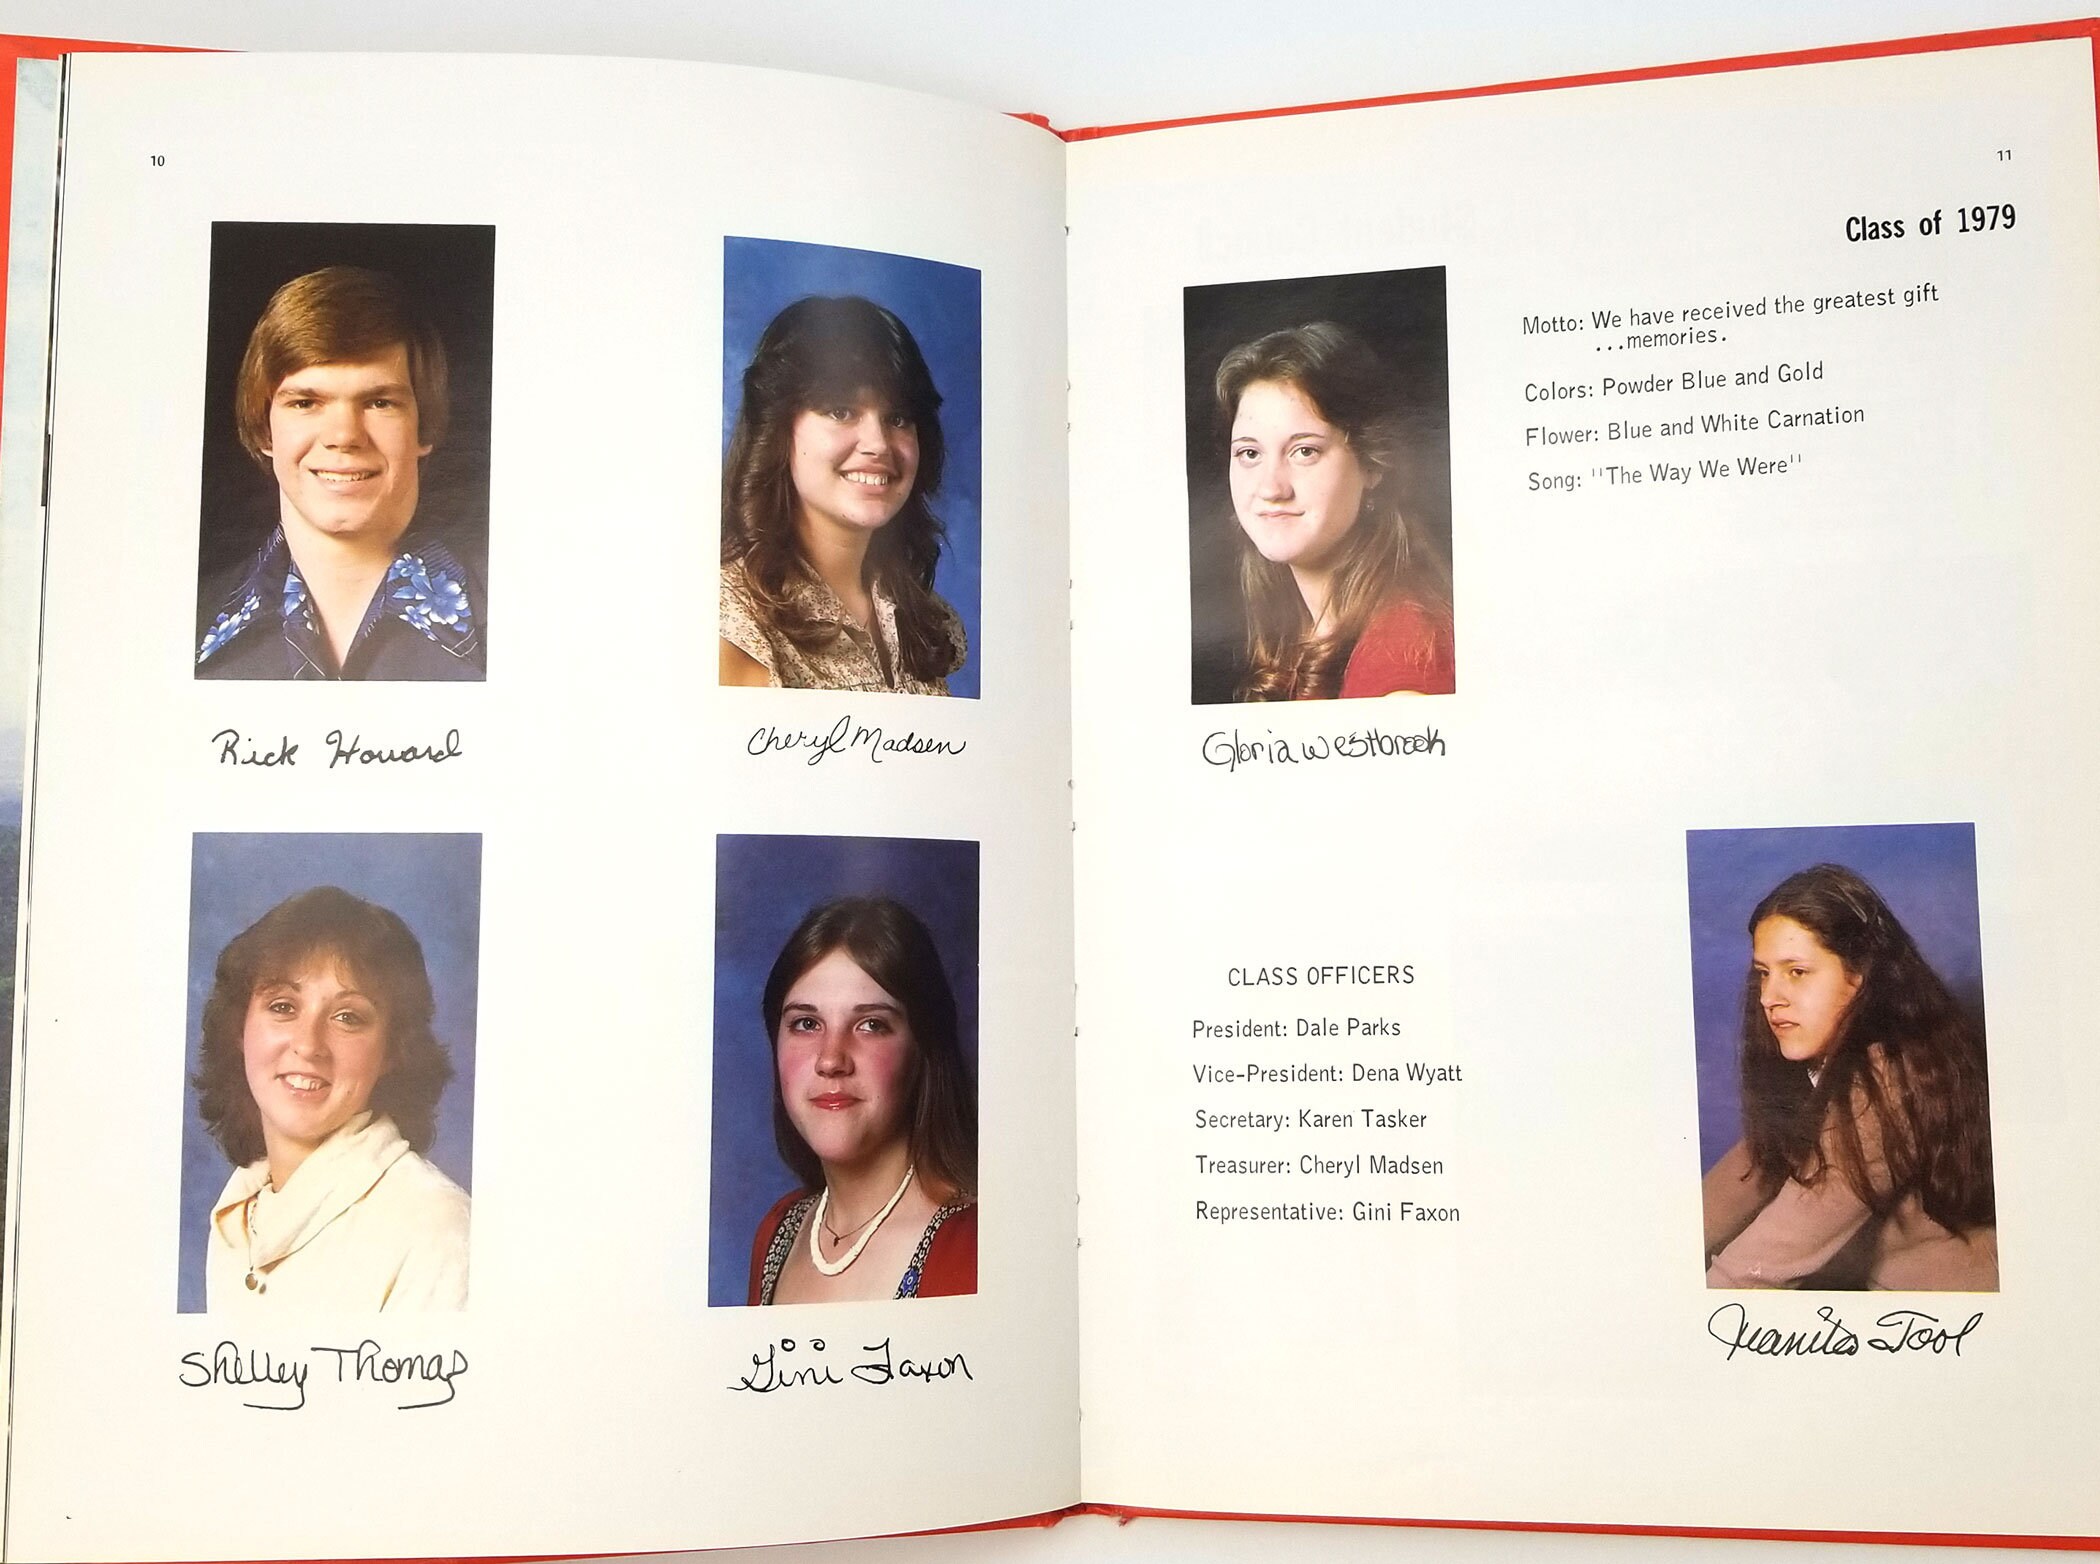 10
Rick Howard
Cheryl Madsen
Shelley Thomas
Gini Faxon
11
Class of 1979
Motto: We have received the greatest gift
...memories.
Colors: Powder Blue and Gold
Flower: Blue and White Carnation
Song: "The Way We Were"
Gloria Westbrook
CLASS OFFICERS
President: Dale Parks
Vice-President: Dena Wyatt
Secretary: Karen Tasker
Treasurer: Cheryl Madsen
Representative: Gini Faxon
Juanita Tool